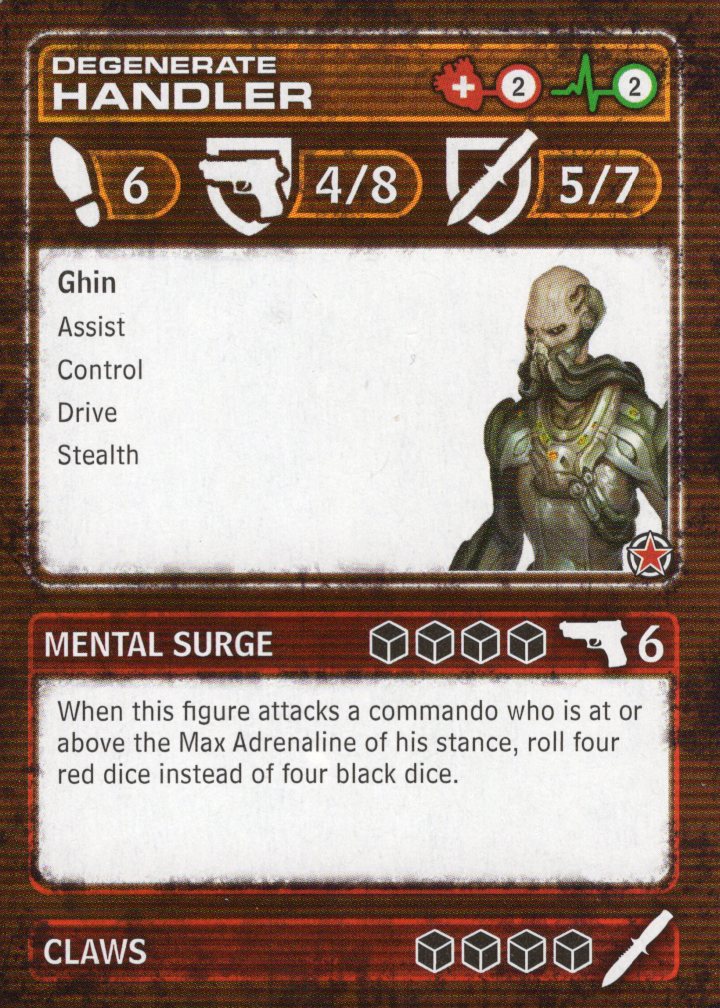 DEGENERATE
HANDLER
2
2
6
4/8
5/7
Ghin
Assist
Control
Drive
Stealth
MENTAL SURGE
6
When this figure attacks a commando who is at or
above the Max Adrenaline of his stance, roll four
red dice instead of four black dice.
CLAWS